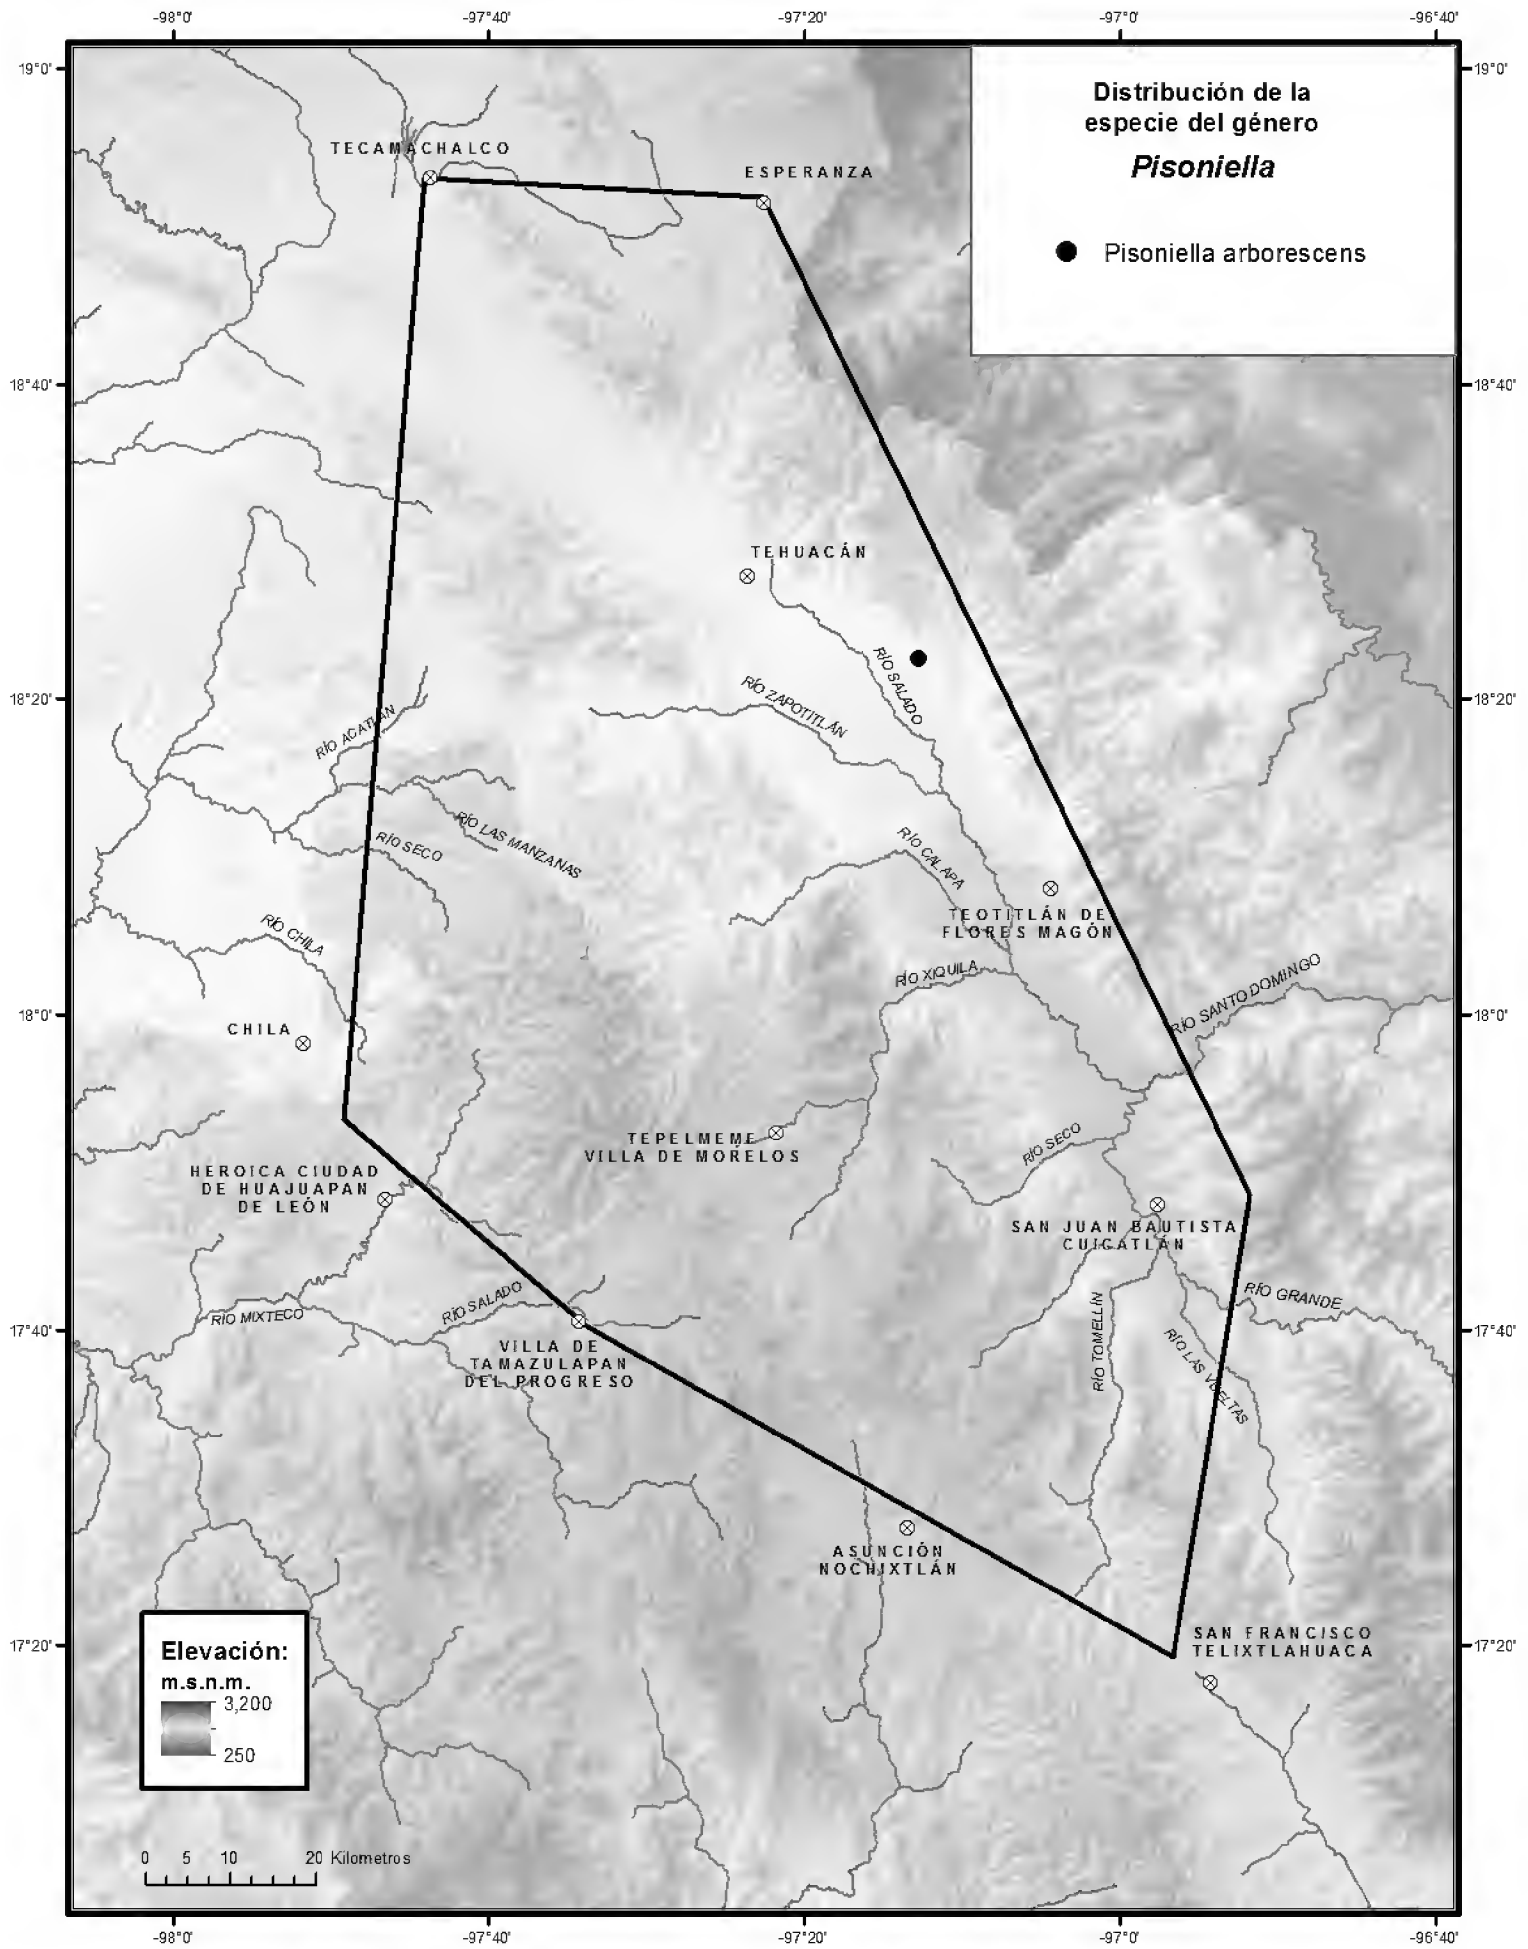 -98°0'
-97°40'
-97°20'
-97°0'
-96°40'
19°0'
19°0'
Distribución de la
especie del género
Pisoniella
Pisoniella arborescens
TECAMACHALCO
ESPERANZA
18°40'
18°40'
TEHUACÁN
RÍO SALADO
RÍO ZAPOTITLÁN
18°20'
18°20'
RÍO ACATLÁN
RÍO LAS MANZANAS
RÍO SECO
RÍO CALAPA
TEOTITLÁN DE
FLORES MAGÓN
RÍO CHILA
RÍO XIQUILA
RÍO SANTO DOMINGO
18°0'
18°0'
CHILA
TEPELMEME
VILLA DE MORELOS
RÍO SECO
HEROICA CIUDAD
DE HUAJUAPAN
DE LEÓN
SAN JUAN BAUTISTA
CUICATLÁN
RÍO GRANDE
RÍO SALADO
RÍO MIXTECO
17°40'
17°40'
VILLA DE
TAMAZULAPAN
DEL PROGRESO
RÍO TOMELLÍN
RÍO LAS VUELTAS
ASUNCIÓN
NOCHIXTLÁN
SAN FRANCISCO
TELIXTLAHUACA
17°20'
17°20'
Elevación:
m.s.n.m.
3,200
250
0 5 10 20 Kilometros
-98°0'
-97°40'
-97°20'
-97°0'
-96°40'